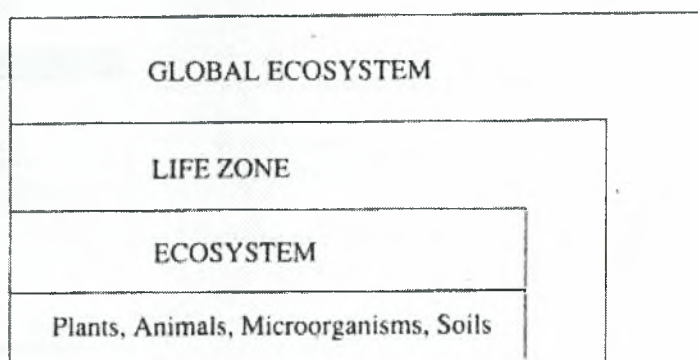 GLOBAL ECOSYSTEM
LIFE ZONE
ECOSYSTEM
Plants, Animals, Microorganisms, Soils